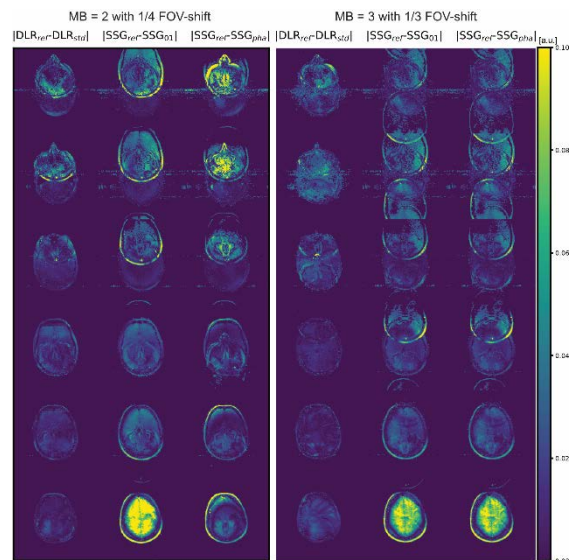 MB = 2 with 1/4 FOV-shift
MB = 3 with 1/3 FOV-shift
|DLR_ref-DLR_std| |SSG_ref-SSG_01| |SSG_ref-SSG_pha|
|DLR_ref-DLR_std| |SSG_ref-SSG_01| |SSG_ref-SSG_pha|
[a.u.]
0.10
0.08
0.06
0.04
0.02